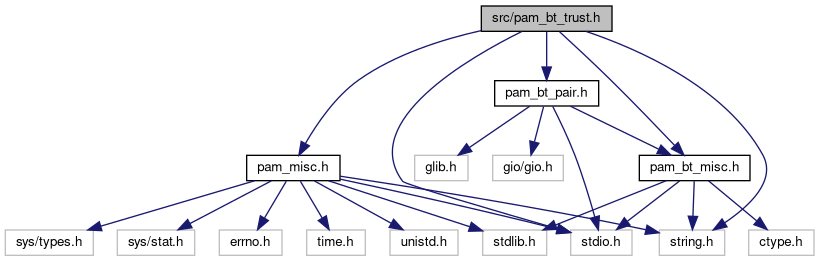 src/pam_bt_trust.h
pam_bt_pair.h
pam_misc.h
glib.h
gio/gio.h
pam_bt_misc.h
sys/types.h
sys/stat.h
errno.h
time.h
unistd.h
stdlib.h
stdio.h
string.h
ctype.h